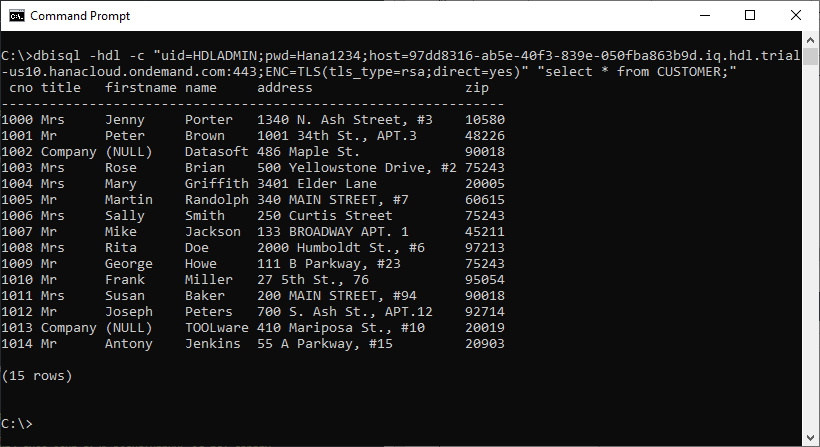 Command Prompt
C:\>dbisql -hdl -c "uid=HDLADMIN;pwd=Hana1234;host=97dd8316-ab5e-40f3-839e-050fba863b9d.iq.hdl.trial
-us10.hanacloud.ondemand.com:443;ENC=TLS(tls_type=rsa;direct=yes)" "select * from CUSTOMER;"
 cno title   firstname name     address                   zip
---------------------------------------------------------------
1000 Mrs     Jenny     Porter   1340 N. Ash Street, #3    10580
1001 Mr      Peter     Brown    1001 34th St., APT.3      48226
1002 Company (NULL)    Datasoft 486 Maple St.             90018
1003 Mrs     Rose      Brian    500 Yellowstone Drive, #2 75243
1004 Mrs     Mary      Griffith 3401 Elder Lane           20005
1005 Mr      Martin    Randolph 340 MAIN STREET, #7       60615
1006 Mrs     Sally     Smith    250 Curtis Street         75243
1007 Mr      Mike      Jackson  133 BROADWAY APT. 1       45211
1008 Mrs     Rita      Doe      2000 Humboldt St., #6     97213
1009 Mr      George    Howe     111 B Parkway, #23        75243
1010 Mr      Frank     Miller   27 5th St., 76            95054
1011 Mrs     Susan     Baker    200 MAIN STREET, #94      90018
1012 Mr      Joseph    Peters   700 S. Ash St., APT.12    92714
1013 Company (NULL)    TOOLware 410 Mariposa St., #10     20019
1014 Mr      Antony    Jenkins  55 A Parkway, #15         20903
(15 rows)
C:\>